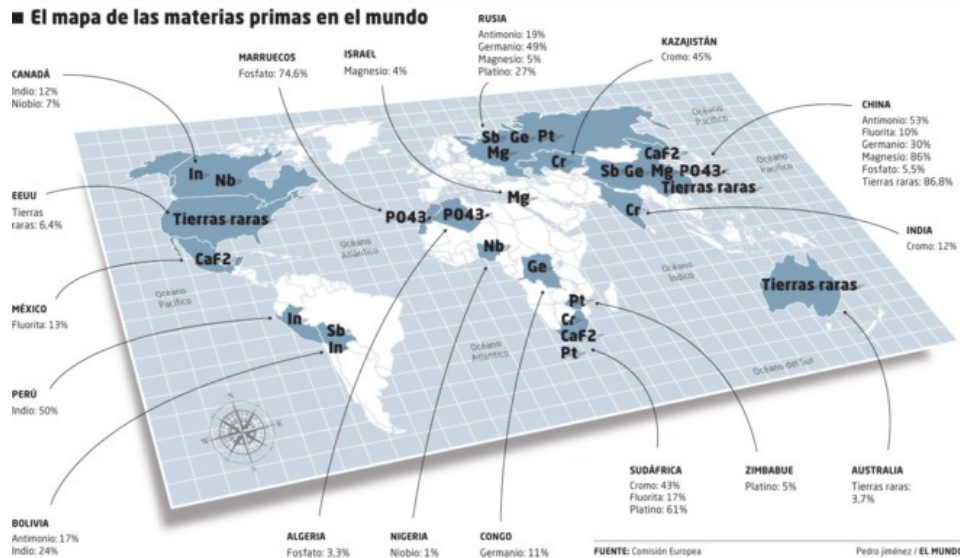 ■ El mapa de las materias primas en el mundo
RUSIA
Antimonio: 19%
Germanio: 49%
Magnesio: 5%
Platino: 27%
KAZAJISTÁN
Cromo: 45%
ISRAEL
Magnesio: 4%
MARRUECOS
Fosfato: 74,6%
CANADÁ
Indio: 12%
Niobio: 7%
CHINA
Antimonio: 53%
Fluorita: 10%
Germanio: 30%
Magnesio: 86%
Fosfato: 5,5%
Tierras raras: 86,8%
EEUU
Tierras
raras: 6,4%
INDIA
Cromo: 12%
MÉXICO
Fluorita: 13%
PERÚ
Indio: 50%
BOLIVIA
Antimonio: 17%
Indio: 24%
ALGERIA
Fosfato: 3,3%
NIGERIA
Niobio: 1%
CONGO
Germanio: 11%
SUDÁFRICA
Cromo: 43%
Fluorita: 17%
Platino: 61%
ZIMBABUE
Platino: 5%
AUSTRALIA
Tierras raras:
3,7%
Océano
Pacífico
Océano
Pacífico
Sb Ge Pt
Mg
Cr
CaF2
Sb Ge Mg PO43-
Tierras raras
Cr
In Nb
Tierras raras
CaF2
Mg
PO43- PO43-
Nb
Ge
Océano
Atlántico
Océano
Índico
Océano
Pacífico
In
Sb
In
Pt
Cr
CaF2
Pt
Tierras raras
Océano
Atlántico
Océano del Sur
N
W E
FUENTE: Comisión Europea
Pedro Jiménez / EL MUNDO